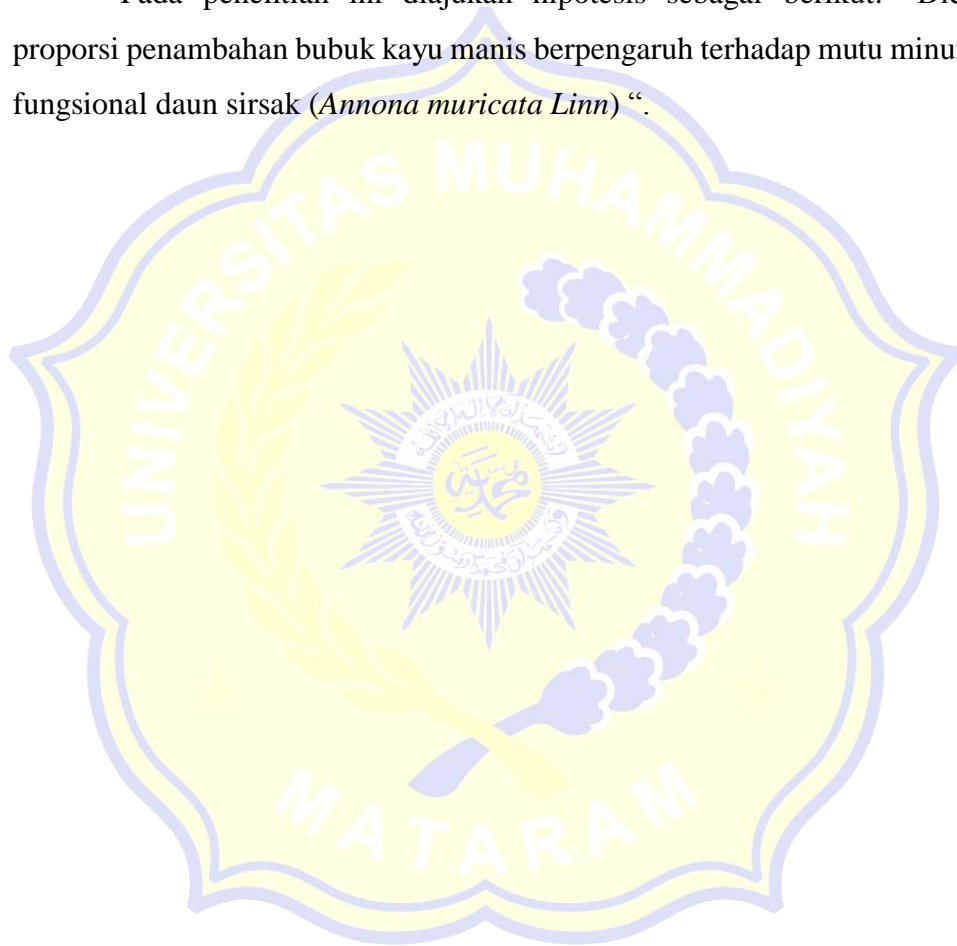 Pada penelitian ini diajukan hipotesis sebagai berikut:
proporsi penambahan bubuk kayu manis berpengaruh terhadap mutu
fungsional daun sirsak (Annona muricata Linn) “.
UNIVERSITAS MUHAMMADIYAH
MATARAM